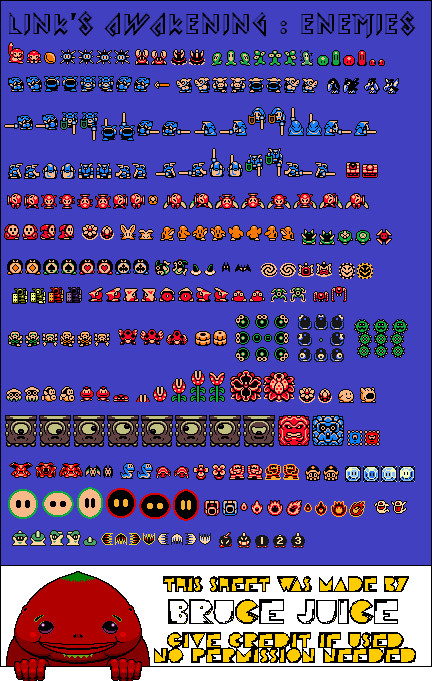 LINK'S AWAKENING : ENEMIES
THIS SHEET WAS MADE BY
BRUCE JUICE
GIVE CREDIT IF USED
NO PERMISSION NEEDED